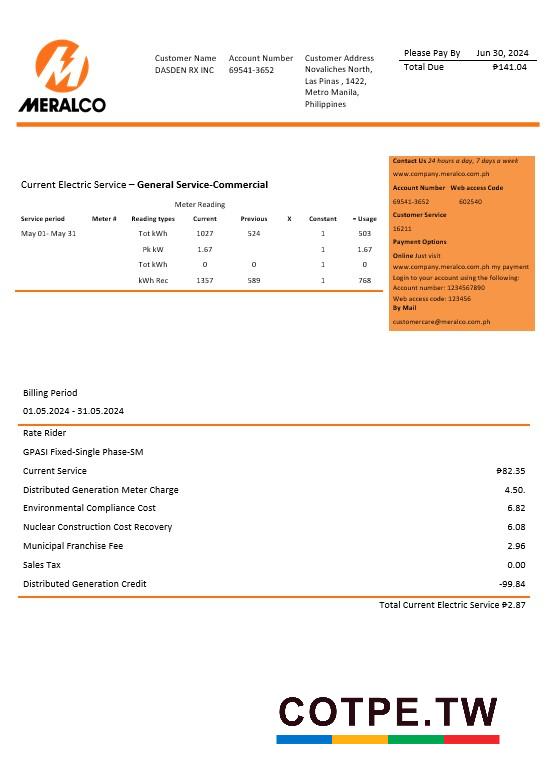 MERALCO
Customer Name Account Number Customer Address
DASDEN RX INC 69541-3652 Novaliches North,
Las Pinas , 1422,
Metro Manila,
Philippines
Please Pay By Jun 30, 2024
Total Due ₱141.04
Current Electric Service – General Service-Commercial
Meter Reading
Service period Meter # Reading types Current Previous X Constant = Usage
May 01- May 31 Tot kWh 1027 524 1 503
Pk kW 1.67 1 1.67
Tot kWh 0 0 1 0
kWh Rec 1357 589 1 768
Contact Us 24 hours a day, 7 days a week
www.company.meralco.com.ph
Account Number Web access Code
69541-3652 602540
Customer Service
16211
Payment Options
Online Just visit
www.company.meralco.com.ph my payment
Login to your account using the following:
Account number: 1234567890
Web access code: 123456
By Mail
customercare@meralco.com.ph
Billing Period
01.05.2024 - 31.05.2024
Rate Rider
GPASI Fixed-Single Phase-SM
Current Service ₱82.35
Distributed Generation Meter Charge 4.50.
Environmental Compliance Cost 6.82
Nuclear Construction Cost Recovery 6.08
Municipal Franchise Fee 2.96
Sales Tax 0.00
Distributed Generation Credit -99.84
Total Current Electric Service ₱2.87
COTPE.TW